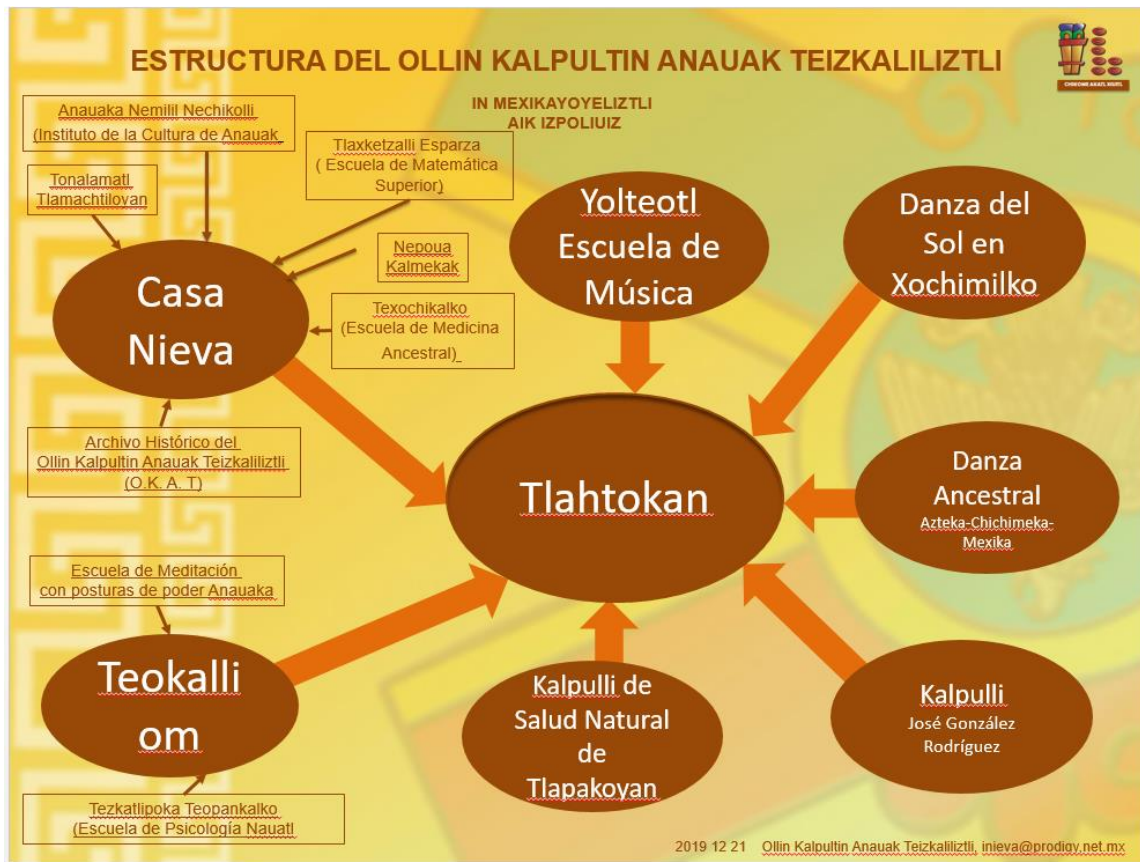 ESTRUCTURA DEL OLLIN KALPULTIN ANAUAK TEIZKALILIZTLI
CHIKOME AKATL XIUITL
IN MEXIKAYOYELIZTLI
AIK IZPOLIUIZ
Anauaka Nemilil Nechikolli
(Instituto de la Cultura de Anauak
Tonalamatl
Tlamachtiloyan
Tlaxketzalli Esparza
( Escuela de Matemática
Superior)
Nepoua
Kalmekak
Texochikalko
(Escuela de Medicina
Ancestral)
Casa
Nieva
Archivo Histórico del
Ollin Kalpultin Anauak Teizkaliliztli
(O.K. A. T)
Yolteotl
Escuela de
Música
Danza del
Sol en
Xochimilko
Tlahtokan
Danza
Ancestral
Azteka-Chichimeka-
Mexika
Escuela de Meditación
con posturas de poder Anauaka
Teokalli
om
Tezkatlipoka Teopankalko
(Escuela de Psicología Nauatl
Kalpulli de
Salud Natural
de
Tlapakoyan
Kalpulli
José González
Rodríguez
2019 12 21 Ollin Kalpultin Anauak Teizkaliliztli, inieva@prodigy.net.mx